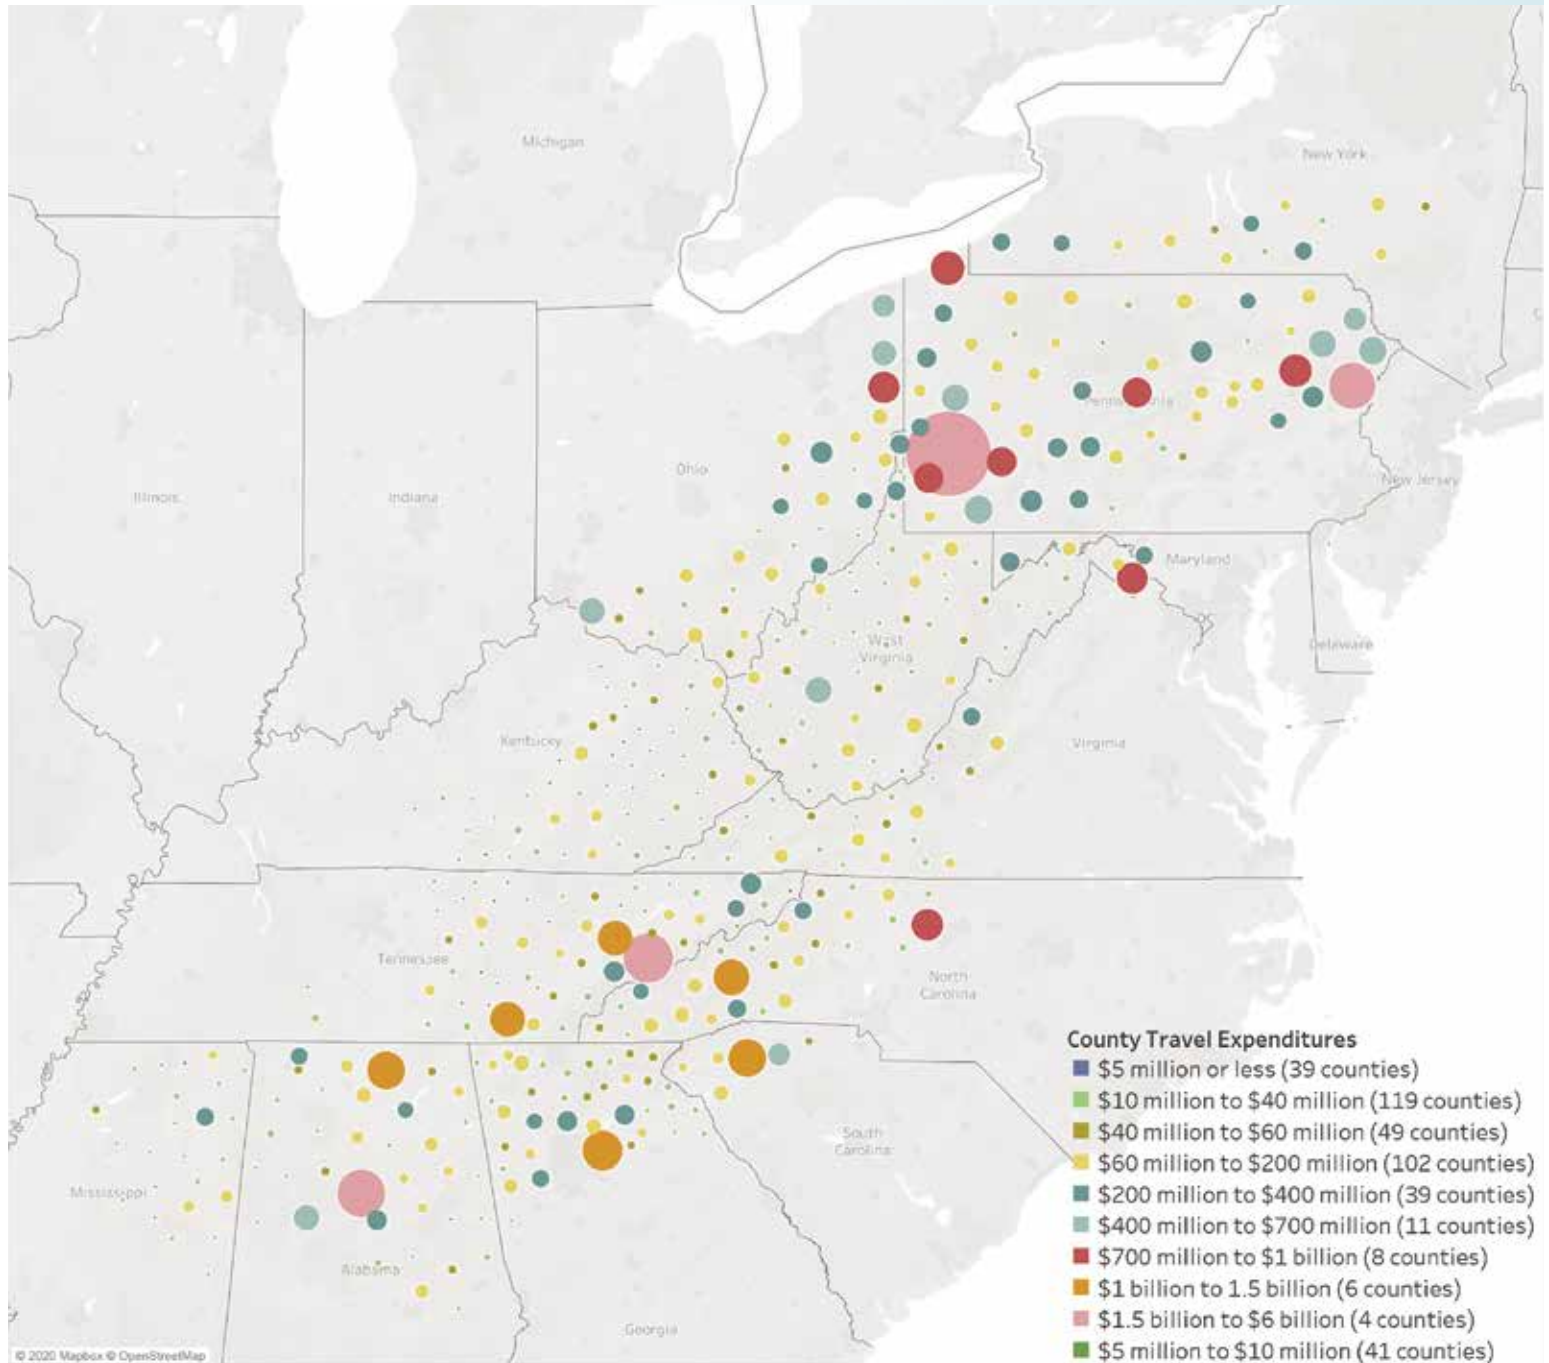 Michigan
New York
Pennsylvania
Ohio
Illinois
Indiana
New Jersey
Maryland
West
Virginia
Delaware
Kentucky
Virginia
Tennessee
North
Carolina
South
Carolina
Mississippi
Alabama
Georgia
County Travel Expenditures
$5 million or less (39 counties)
$10 million to $40 million (119 counties)
$40 million to $60 million (49 counties)
$60 million to $200 million (102 counties)
$200 million to $400 million (39 counties)
$400 million to $700 million (11 counties)
$700 million to $1 billion (8 counties)
$1 billion to 1.5 billion (6 counties)
$1.5 billion to $6 billion (4 counties)
$5 million to $10 million (41 counties)
© 2020 Mapbox © OpenStreetMap